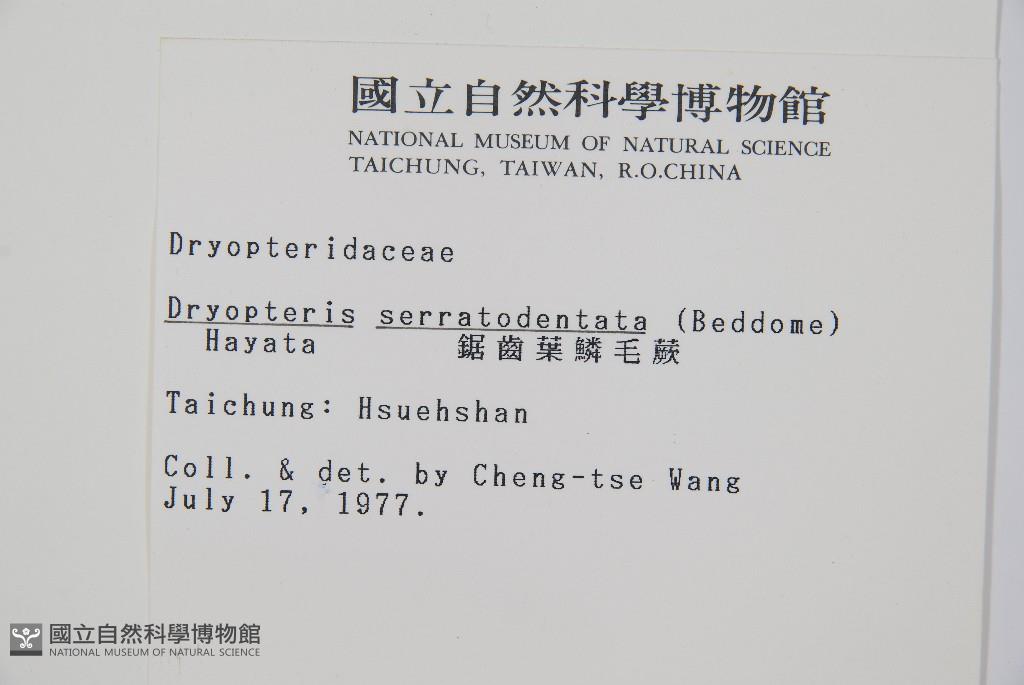 國立自然科學博物館
NATIONAL MUSEUM OF NATURAL SCIENCE
TAICHUNG, TAIWAN, R.O.CHINA
Dryopteridaceae
Dryopteris serratodentata (Beddome)
Hayata 鋸齒葉鱗毛蕨
Taichung: Hsuehshan
Coll. & det. by Cheng-tse Wang
July 17, 1977.
國立自然科學博物館
NATIONAL MUSEUM OF NATURAL SCIENCE